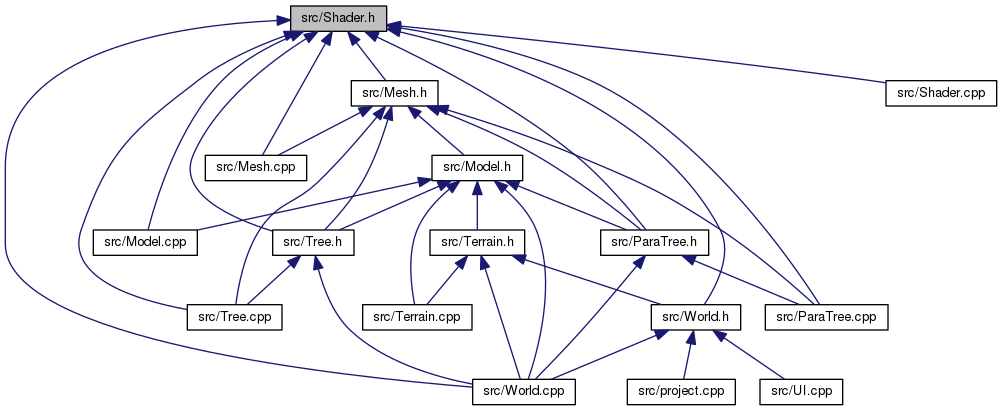 src/Shader.h
src/Mesh.h
src/Shader.cpp
src/Mesh.cpp
src/Model.h
src/Model.cpp
src/Tree.h
src/Terrain.h
src/ParaTree.h
src/Tree.cpp
src/Terrain.cpp
src/World.h
src/ParaTree.cpp
src/World.cpp
src/project.cpp
src/UI.cpp